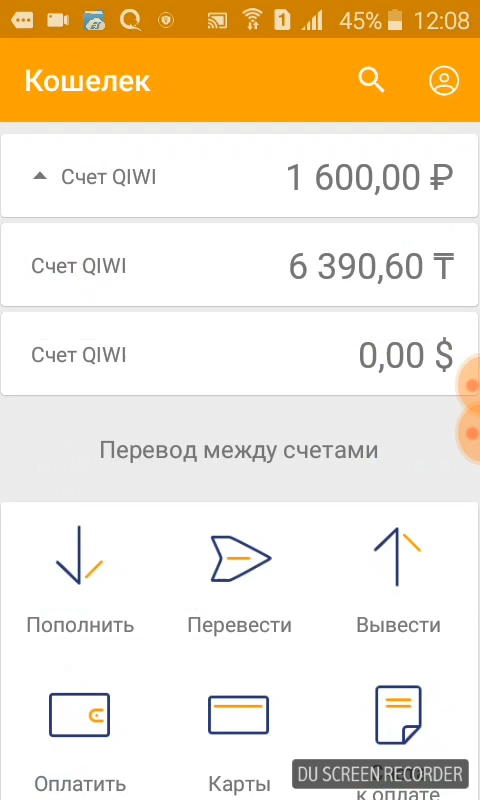 45% 12:08
Кошелек
Счет QIWI 1 600,00 ₽
Счет QIWI 6 390,60 ₸
Счет QIWI 0,00 $
Перевод между счетами
Пополнить Перевести Вывести
Оплатить Карты
DU SCREEN RECORDER
к оплате